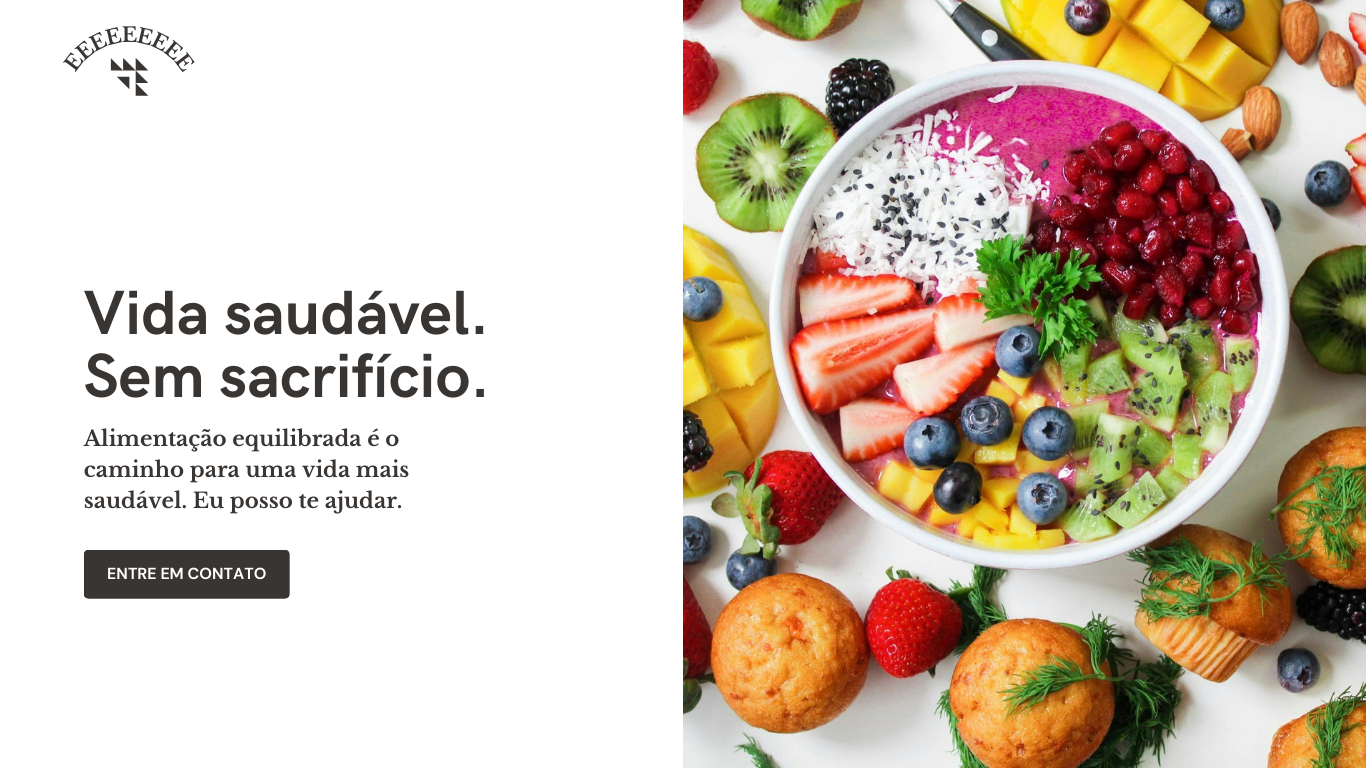 EEEEEEEEE
Vida saudável.
Sem sacrifício.
Alimentação equilibrada é o
caminho para uma vida mais
saudável. Eu posso te ajudar.
ENTRE EM CONTATO